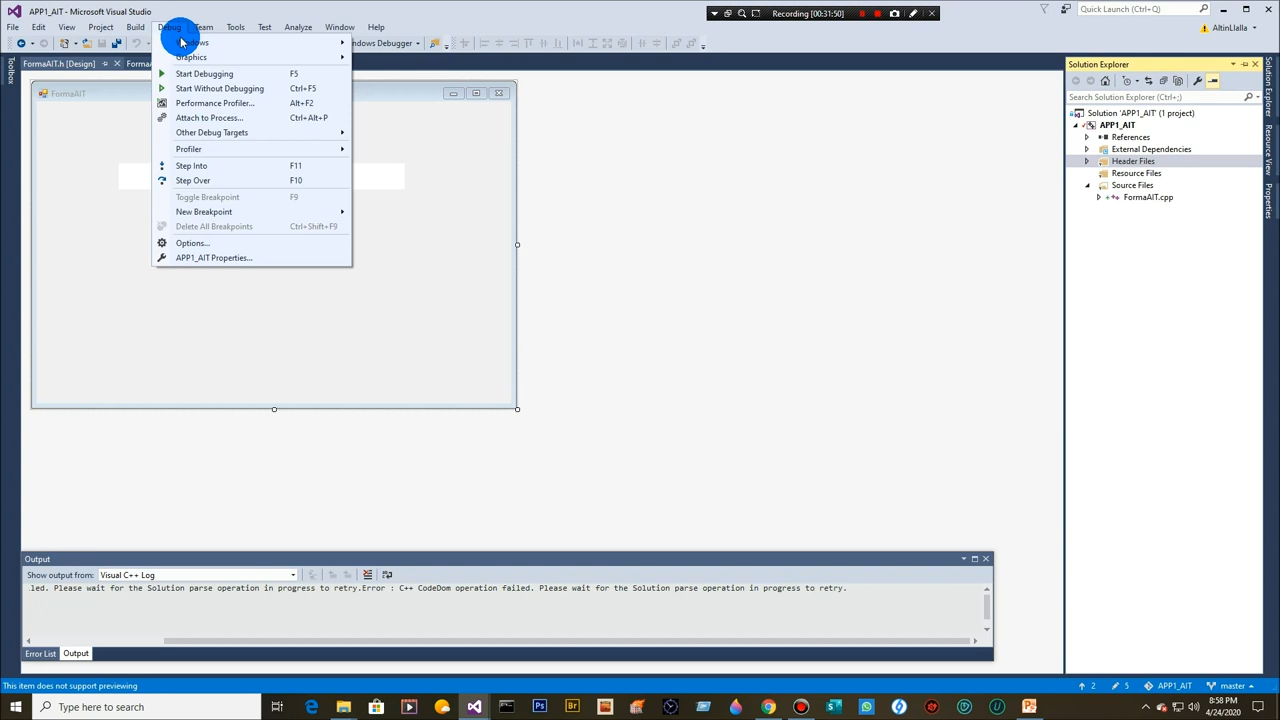 APP1_AIT - Microsoft Visual Studio
Recording [00:31:50]
Quick Launch (Ctrl+Q)
File Edit View Project Build Debug Team Tools Test Analyze Window Help
AltinLlalla
Windows Debugger
FormaAIT.h [Design]
Toolbox
FormaAIT
Graphics
Start Debugging F5
Start Without Debugging Ctrl+F5
Performance Profiler... Alt+F2
Attach to Process... Ctrl+Alt+P
Other Debug Targets
Profiler
Step Into F11
Step Over F10
Toggle Breakpoint F9
New Breakpoint
Delete All Breakpoints Ctrl+Shift+F9
Options...
APP1_AIT Properties...
Solution Explorer
Search Solution Explorer (Ctrl+;)
Solution 'APP1_AIT' (1 project)
APP1_AIT
References
External Dependencies
Header Files
Resource Files
Source Files
FormaAIT.cpp
Solution Explorer
Resource View
Properties
Output
Show output from: Visual C++ Log
.led. Please wait for the Solution parse operation in progress to retry.Error : C++ CodeDom operation failed. Please wait for the Solution parse operation in progress to retry.
Error List Output
This item does not support previewing
2 5 APP1_AIT master
Type here to search
8:58 PM
4/24/2020